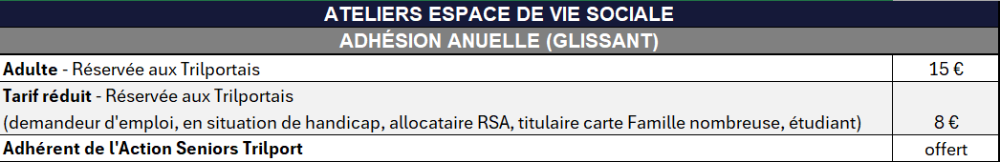 ATELIERS ESPACE DE VIE SOCIALE
ADHÉSION ANUELLE (GLISSANT)
Adulte - Réservée aux Trilportais 15 €
Tarif réduit - Réservée aux Trilportais
(demandeur d'emploi, en situation de handicap, allocataire RSA, titulaire carte Famille nombreuse, étudiant) 8 €
Adhérent de l'Action Seniors Trilport offert